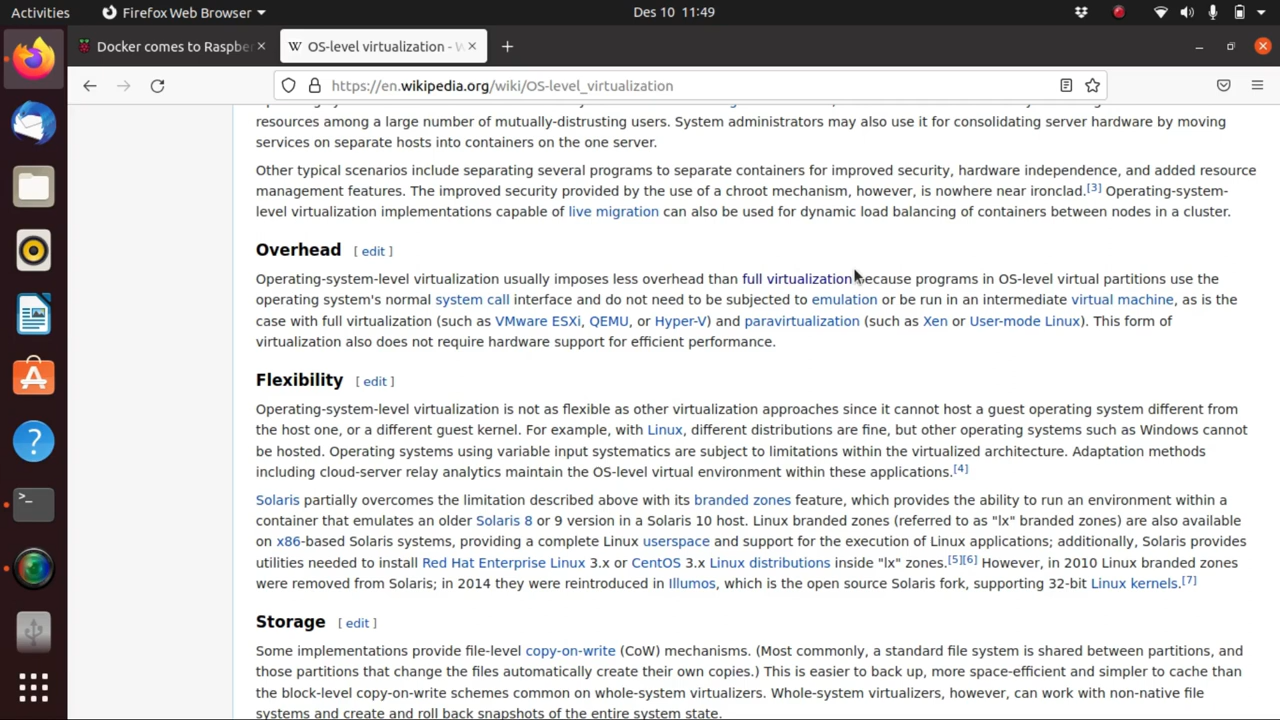 Activities Firefox Web Browser Des 10 11:49
Docker comes to Raspbe OS-level virtualization - W
https://en.wikipedia.org/wiki/OS-level_virtualization
resources among a large number of mutually-distrusting users. System administrators may also use it for consolidating server hardware by moving
services on separate hosts into containers on the one server.
Other typical scenarios include separating several programs to separate containers for improved security, hardware independence, and added resource
management features. The improved security provided by the use of a chroot mechanism, however, is nowhere near ironclad.[3] Operating-system-
level virtualization implementations capable of live migration can also be used for dynamic load balancing of containers between nodes in a cluster.
Overhead [ edit ]
Operating-system-level virtualization usually imposes less overhead than full virtualization because programs in OS-level virtual partitions use the
operating system's normal system call interface and do not need to be subjected to emulation or be run in an intermediate virtual machine, as is the
case with full virtualization (such as VMware ESXi, QEMU, or Hyper-V) and paravirtualization (such as Xen or User-mode Linux). This form of
virtualization also does not require hardware support for efficient performance.
Flexibility [ edit ]
Operating-system-level virtualization is not as flexible as other virtualization approaches since it cannot host a guest operating system different from
the host one, or a different guest kernel. For example, with Linux, different distributions are fine, but other operating systems such as Windows cannot
be hosted. Operating systems using variable input systematics are subject to limitations within the virtualized architecture. Adaptation methods
including cloud-server relay analytics maintain the OS-level virtual environment within these applications.[4]
Solaris partially overcomes the limitation described above with its branded zones feature, which provides the ability to run an environment within a
container that emulates an older Solaris 8 or 9 version in a Solaris 10 host. Linux branded zones (referred to as "lx" branded zones) are also available
on x86-based Solaris systems, providing a complete Linux userspace and support for the execution of Linux applications; additionally, Solaris provides
utilities needed to install Red Hat Enterprise Linux 3.x or CentOS 3.x Linux distributions inside "lx" zones.[5][6] However, in 2010 Linux branded zones
were removed from Solaris; in 2014 they were reintroduced in Illumos, which is the open source Solaris fork, supporting 32-bit Linux kernels.[7]
Storage [ edit ]
Some implementations provide file-level copy-on-write (CoW) mechanisms. (Most commonly, a standard file system is shared between partitions, and
those partitions that change the files automatically create their own copies.) This is easier to back up, more space-efficient and simpler to cache than
the block-level copy-on-write schemes common on whole-system virtualizers. Whole-system virtualizers, however, can work with non-native file
systems and create and roll back snapshots of the entire system state.